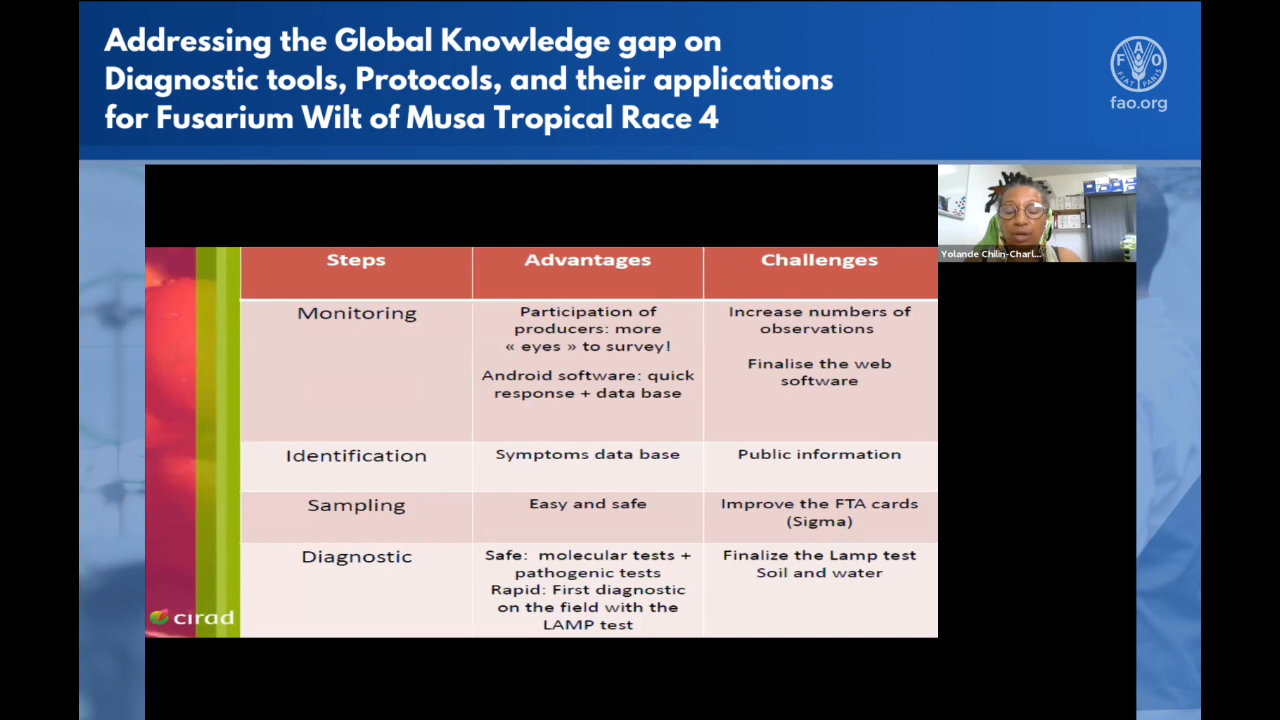 Addressing the Global Knowledge gap on
Diagnostic tools, Protocols, and their applications
for Fusarium Wilt of Musa Tropical Race 4
F A O
FIAT PANIS
fao.org
Yolande Chilin-Charl...
Steps
Advantages
Challenges
Monitoring
Participation of
producers: more
« eyes » to survey!
Android software: quick
response + data base
Increase numbers of
observations
Finalise the web
software
Identification
Symptoms data base
Public information
Sampling
Easy and safe
Improve the FTA cards
(Sigma)
Diagnostic
Safe: molecular tests +
pathogenic tests
Rapid: First diagnostic
on the field with the
LAMP test
Finalize the Lamp test
Soil and water
cirad